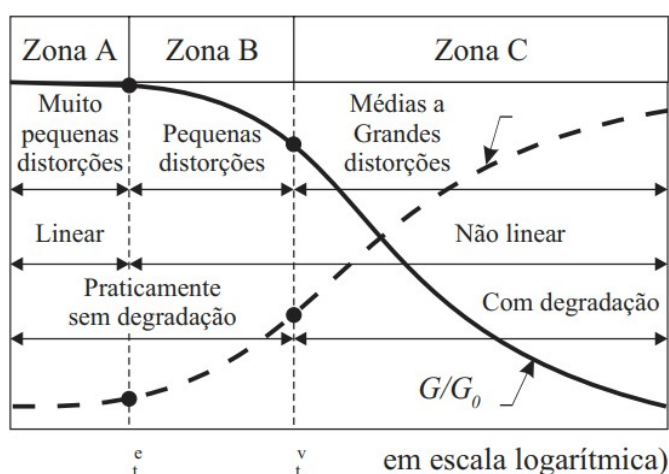 Zona A
Zona B
Zona C
Muito
pequenas
distorções
Pequenas
distorções
Médias a
Grandes
distorções
Linear
Não linear
Praticamente
sem degradação
Com degradação
G/G₀
e
t
v
t
em escala logarítmica)